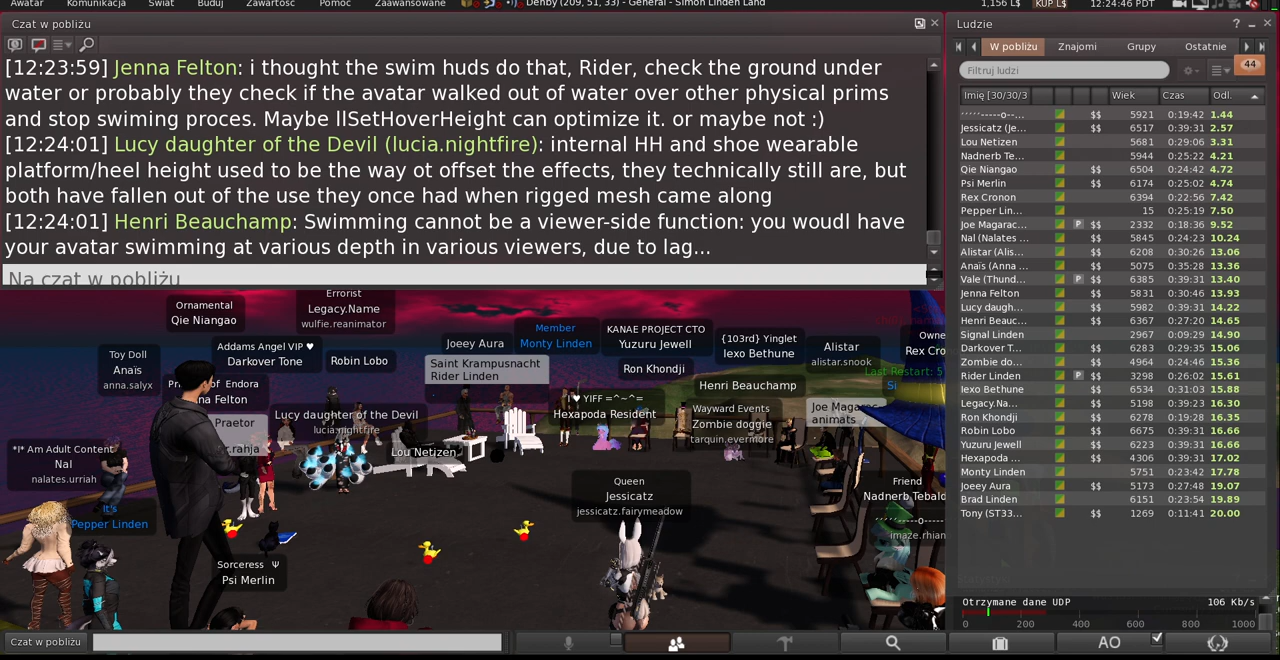 Awatar Komunikacja Świat Buduj Zawartość Pomoc Zaawansowane Denby (209, 51, 33) - General - Simon Linden Land 1,156 L$ KUP L$ 12:24:46 PDT
Czat w pobliżu
[12:23:59] Jenna Felton: i thought the swim huds do that, Rider, check the ground under
water or probably they check if the avatar walked out of water over other physical prims
and stop swiming proces. Maybe llSetHoverHeight can optimize it. or maybe not :)
[12:24:01] Lucy daughter of the Devil (lucia.nightfire): internal HH and shoe wearable
platform/heel height used to be the way ot offset the effects, they technically still are, but
both have fallen out of the use they once had when rigged mesh came along
[12:24:01] Henri Beauchamp: Swimming cannot be a viewer-side function: you woudl have
your avatar swimming at various depth in various viewers, due to lag...
Na czat w pobliżu
Ornamental
Qie Niangao
Errorist
Legacy.Name
wulfie.reanimator
Toy Doll
Anaïs
anna.salyx
Addams Angel VIP ♥
Darkover Tone
Robin Lobo
Joeey Aura
Member
Monty Linden
KANAE PROJECT CTO
Yuzuru Jewell
{103rd} Yinglet
Iexo Bethune
Alistar
alistar.snook
Owne
Rex Cro
Saint Krampusnacht
Rider Linden
Ron Khondji
Last Restart: 5
Si
of Endora
na Felton
Henri Beauchamp
Praetor
r.rahja
Lucy daughter of the Devil
lucia.nightfire
I ♥ YIFF =^~^=
Hexapoda Resident
Wayward Events
Zombie doggie
tarquin.evermore
Joe Magarac
animats
Lou Netizen
*!* Am Adult Content
Nal
nalates.urriah
It's
Pepper Linden
Queen
Jessicatz
jessicatz.fairymeadow
Friend
Nadnerb Tebald
´´´´´-----o-----
imaze.rhian
Sorceress Ψ
Psi Merlin
Czat w pobliżu
Ludzie
W pobliżu Znajomi Grupy Ostatnie
Filtruj ludzi
44
Imię [30/30/3 Wiek Czas Odl.
´´´´´-----o--... $$ 5921 0:19:42 1.44
Jessicatz (Je... $$ 6517 0:39:31 2.57
Lou Netizen 5681 0:29:06 3.31
Nadnerb Te... 5944 0:25:22 4.21
Qie Niangao $$ 6504 0:24:42 4.72
Psi Merlin $$ 6174 0:25:02 4.74
Rex Cronon 6394 0:22:56 7.42
Pepper Lin... 15 0:25:19 7.50
Joe Magarac... P $$ 2332 0:18:36 9.52
Nal (Nalates ... $$ 5845 0:24:23 10.24
Alistar (Alis... $$ 6208 0:30:26 13.06
Anaïs (Anna ... $$ 5075 0:35:28 13.36
Vale (Thund... P $$ 6385 0:39:31 13.40
Jenna Felton $$ 5831 0:30:46 13.93
Lucy daugh... $$ 5982 0:39:31 14.22
Henri Beauc... $$ 6367 0:27:20 14.65
Signal Linden 2967 0:09:29 14.90
Darkover T... $$ 6283 0:29:35 15.06
Zombie do... $$ 4964 0:24:46 15.36
Rider Linden P $$ 3298 0:26:02 15.61
Iexo Bethune $$ 6534 0:31:03 15.88
Legacy.Na... $$ 5198 0:39:23 16.30
Ron Khondji $$ 6278 0:19:28 16.35
Robin Lobo $$ 6675 0:39:31 16.66
Yuzuru Jewell $$ 6223 0:39:31 16.66
Hexapoda ... $$ 4306 0:39:31 17.02
Monty Linden 5751 0:23:42 17.78
Joeey Aura $$ 5173 0:27:48 19.07
Brad Linden 6151 0:23:54 19.89
Tony (ST33... $$ 1269 0:11:41 20.00
Otrzymane dane UDP 106 Kb/s
0 200 400 600 800 1000
AO